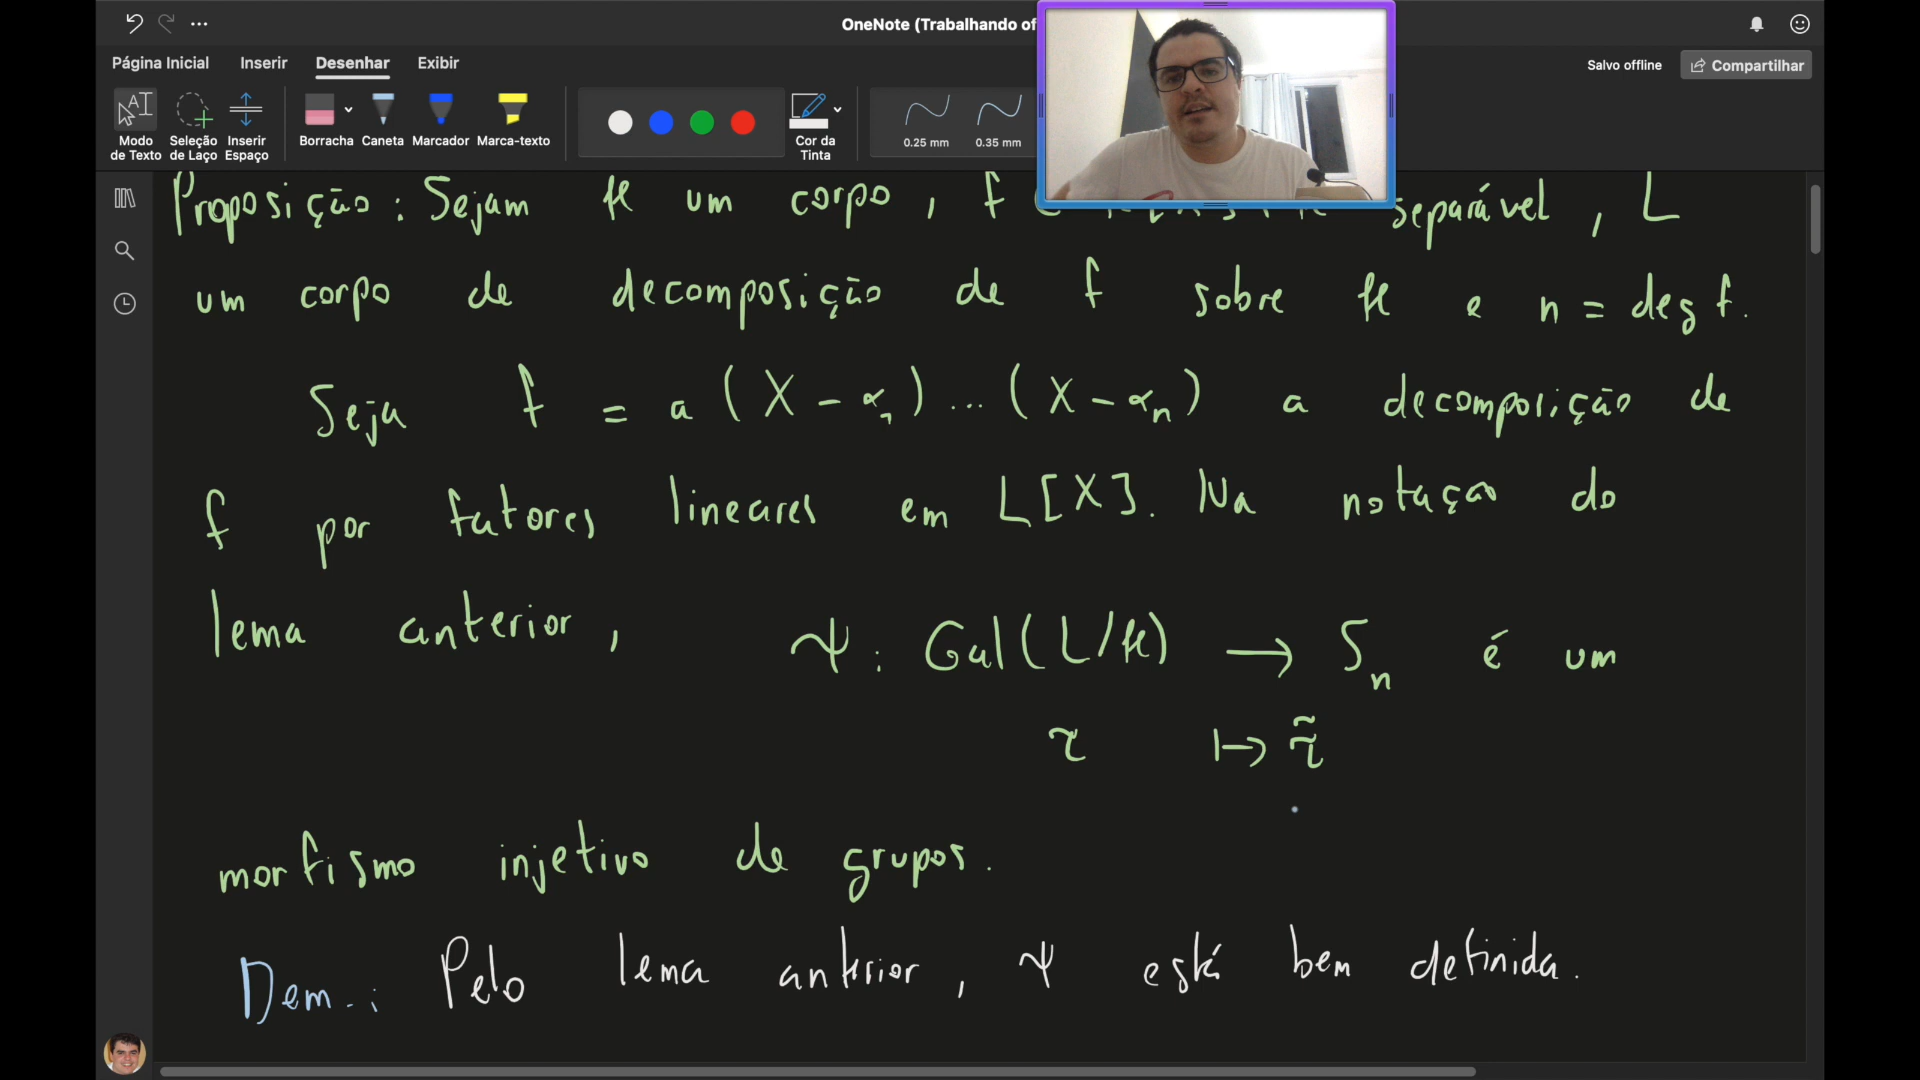 OneNote (Trabalhando of
Página Inicial Inserir Desenhar Exibir
Salvo offline Compartilhar
Modo de Texto
Seleção de Laço
Inserir Espaço
Borracha Caneta Marcador Marca-texto
Cor da Tinta
0.25 mm 0.35 mm
Proposição: Sejam k um corpo, f separável, L
um corpo de decomposição de f sobre k e n = deg f.
Seja f = a (X - α₁) ... (X - αₙ) a decomposição de
f por fatores lineares em L[X]. Na notação do
lema anterior, ψ: Gal(L/k) → Sₙ é um
τ ↦ τ̃
morfismo injetivo de grupos.
Dem.: Pelo lema anterior, ψ está bem definida.